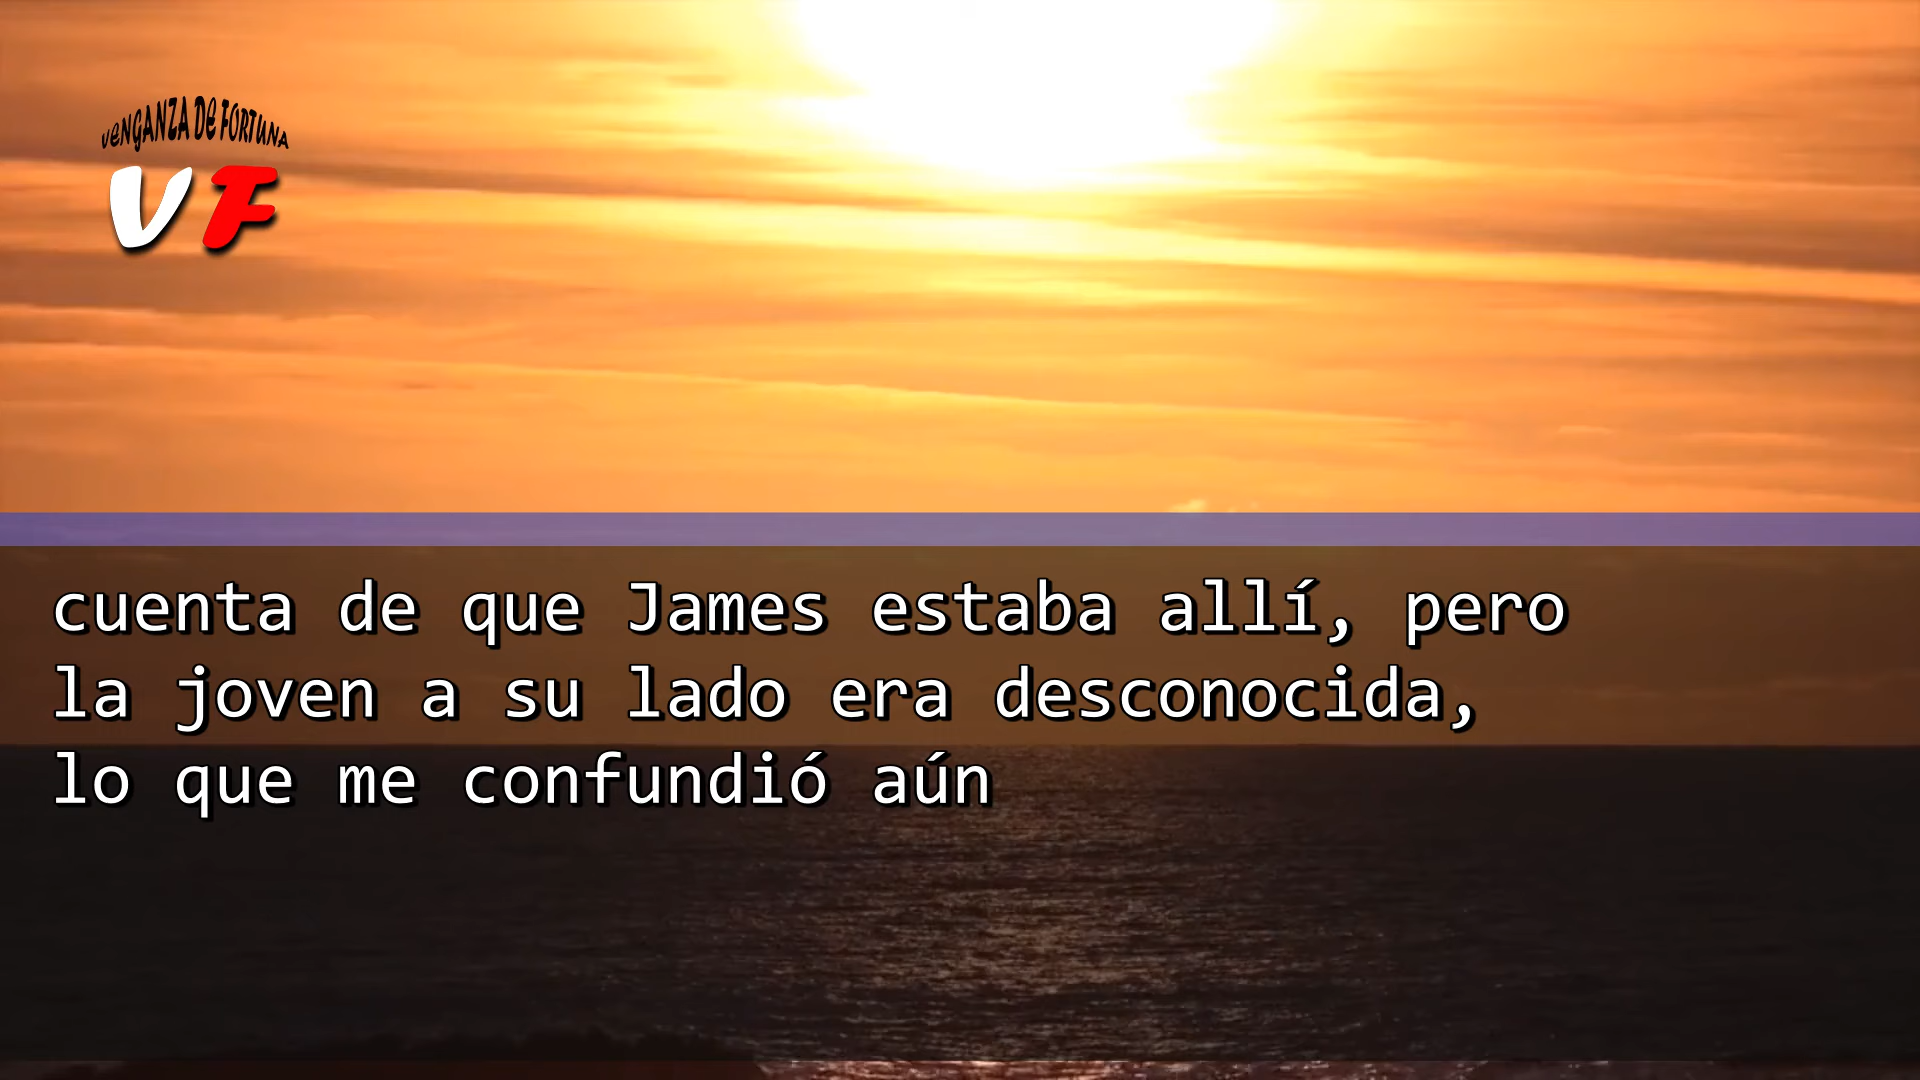 VENGANZA DE FORTUNA
VF
cuenta de que James estaba allí, pero
la joven a su lado era desconocida,
lo que me confundió aún